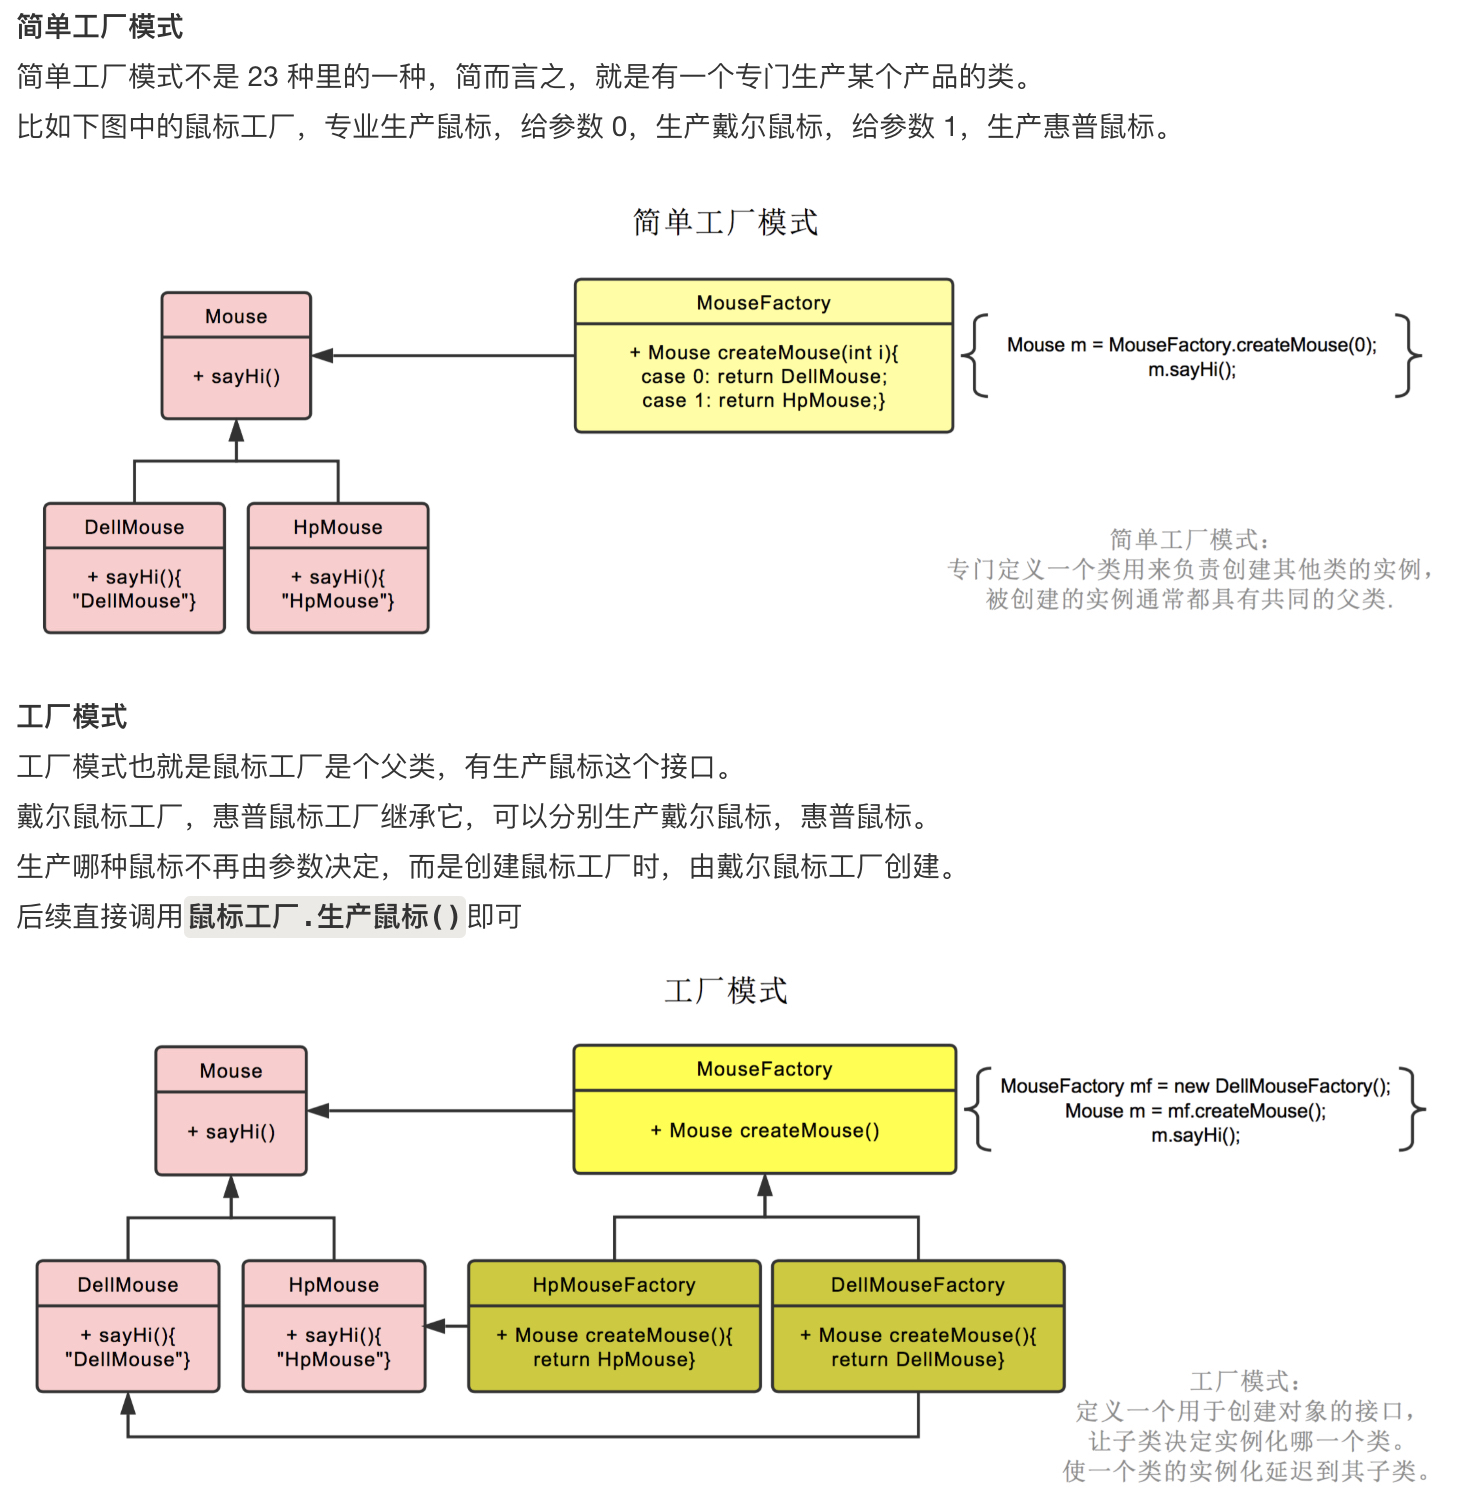 简单工厂模式
简单工厂模式不是 23 种里的一种，简而言之，就是有一个专门生产某个产品的类。
比如下图中的鼠标工厂，专业生产鼠标，给参数 0，生产戴尔鼠标，给参数 1，生产惠普鼠标。
简单工厂模式
Mouse
+ sayHi()
MouseFactory
+ Mouse createMouse(int i){
case 0: return DellMouse;
case 1: return HpMouse;}
Mouse m = MouseFactory.createMouse(0);
m.sayHi();
DellMouse
+ sayHi(){
"DellMouse"}
HpMouse
+ sayHi(){
"HpMouse"}
简单工厂模式：
专门定义一个类用来负责创建其他类的实例，
被创建的实例通常都具有共同的父类.
工厂模式
工厂模式也就是鼠标工厂是个父类，有生产鼠标这个接口。
戴尔鼠标工厂，惠普鼠标工厂继承它，可以分别生产戴尔鼠标，惠普鼠标。
生产哪种鼠标不再由参数决定，而是创建鼠标工厂时，由戴尔鼠标工厂创建。
后续直接调用鼠标工厂.生产鼠标()即可
工厂模式
Mouse
+ sayHi()
MouseFactory
+ Mouse createMouse()
MouseFactory mf = new DellMouseFactory();
Mouse m = mf.createMouse();
m.sayHi();
DellMouse
+ sayHi(){
"DellMouse"}
HpMouse
+ sayHi(){
"HpMouse"}
HpMouseFactory
+ Mouse createMouse(){
return HpMouse}
DellMouseFactory
+ Mouse createMouse(){
return DellMouse}
工厂模式：
定义一个用于创建对象的接口，
让子类决定实例化哪一个类。
使一个类的实例化延迟到其子类。